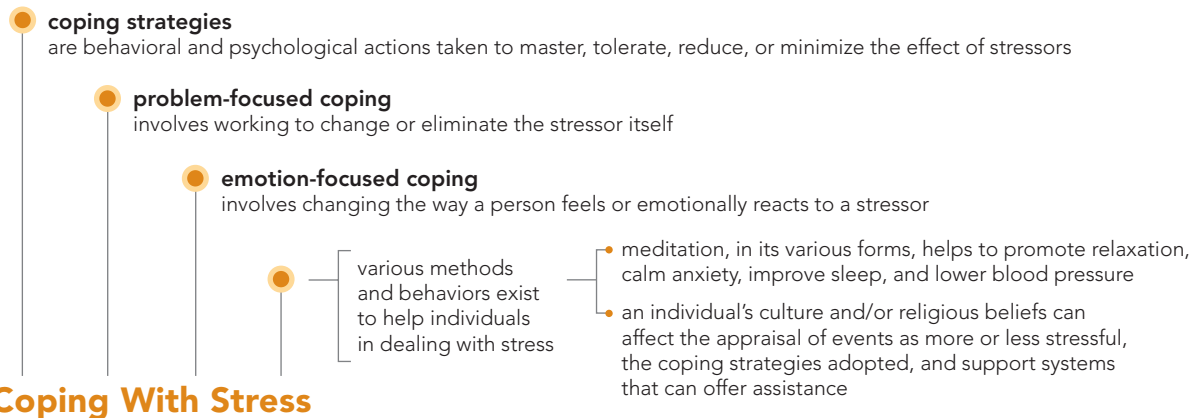 coping strategies
are behavioral and psychological actions taken to master, tolerate, reduce, or minimize the effect of stressors
problem-focused coping
involves working to change or eliminate the stressor itself
emotion-focused coping
involves changing the way a person feels or emotionally reacts to a stressor
various methods
and behaviors exist
to help individuals
in dealing with stress
meditation, in its various forms, helps to promote relaxation,
calm anxiety, improve sleep, and lower blood pressure
an individual’s culture and/or religious beliefs can
affect the appraisal of events as more or less stressful,
the coping strategies adopted, and support systems
that can offer assistance
Coping With Stress